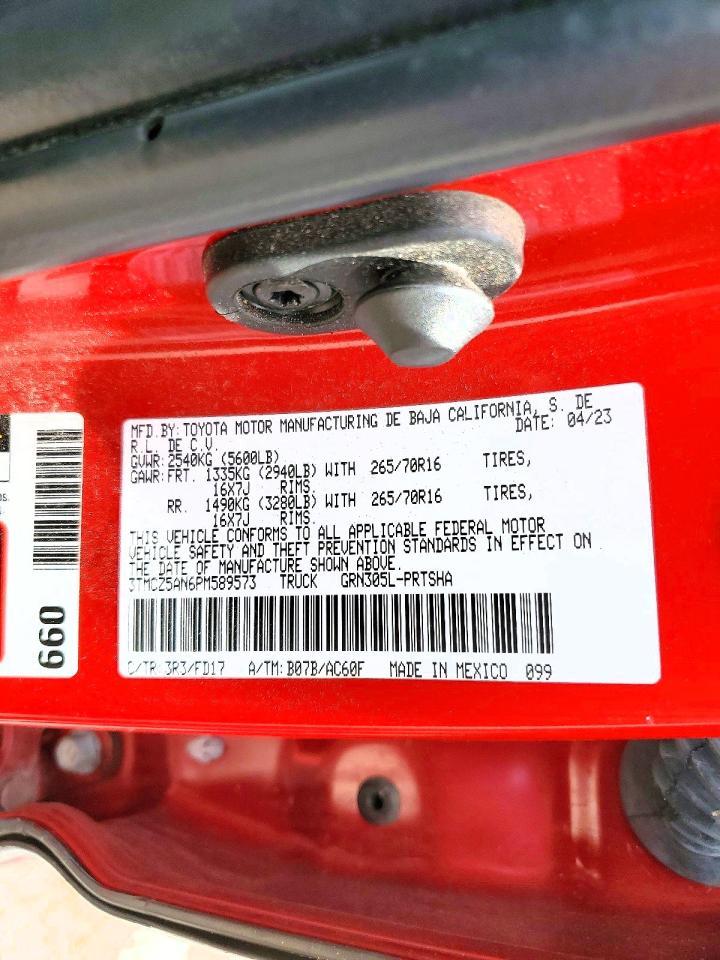 MFD.BY: TOYOTA MOTOR MANUFACTURING DE BAJA CALIFORNIA, S. DE
R.L. DE C.V. DATE: 04/23
GVWR: 2540KG (5600LB)
GAWR: FRT. 1335KG (2940LB) WITH 265/70R16 TIRES,
16X7J RIMS.
RR. 1490KG (3280LB) WITH 265/70R16 TIRES,
16X7J RIMS.
THIS VEHICLE CONFORMS TO ALL APPLICABLE FEDERAL MOTOR
VEHICLE SAFETY AND THEFT PREVENTION STANDARDS IN EFFECT ON
THE DATE OF MANUFACTURE SHOWN ABOVE.
3TMCZ5AN6PM589573 TRUCK GRN305L-PRTSHA
C/TR: 3R3/FD17 A/TM: B07B/AC60F MADE IN MEXICO 099
099